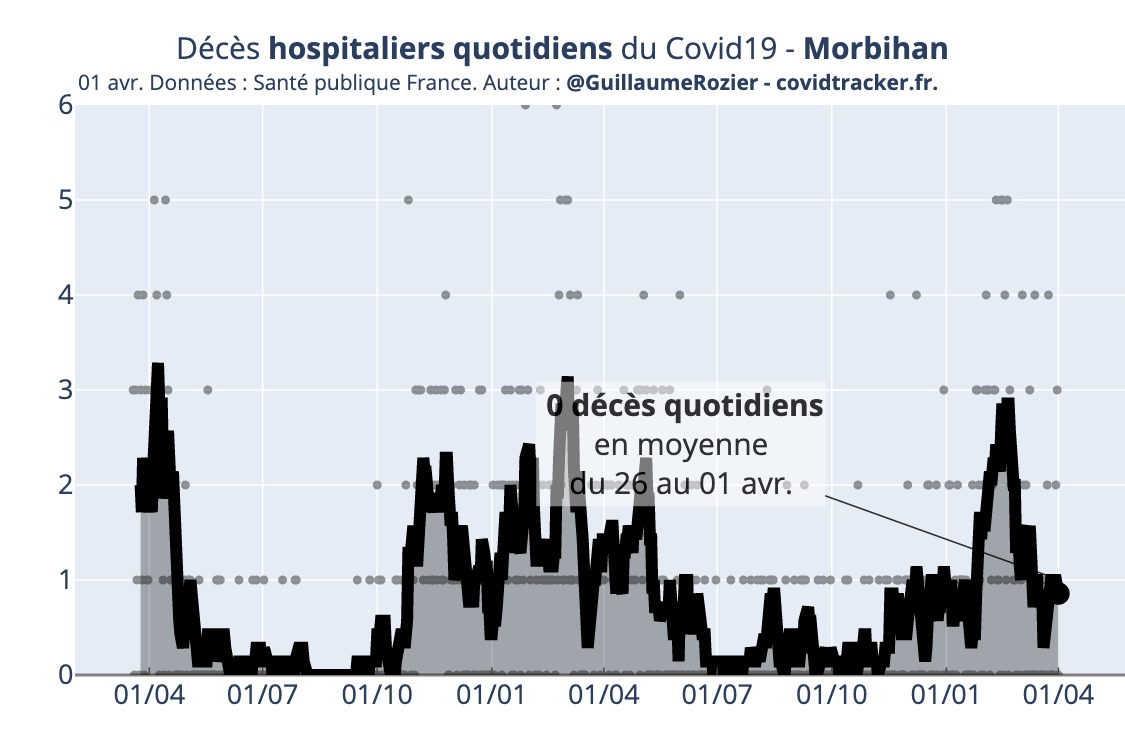 Décès hospitaliers quotidiens du Covid19 - Morbihan
01 avr. Données : Santé publique France. Auteur : @GuillaumeRozier - covidtracker.fr.
6
5
4
3
0 décès quotidiens
en moyenne
2
du 26 au 01 avr.
1
0
01/04 01/07 01/10 01/01 01/04 01/07 01/10 01/01 01/04